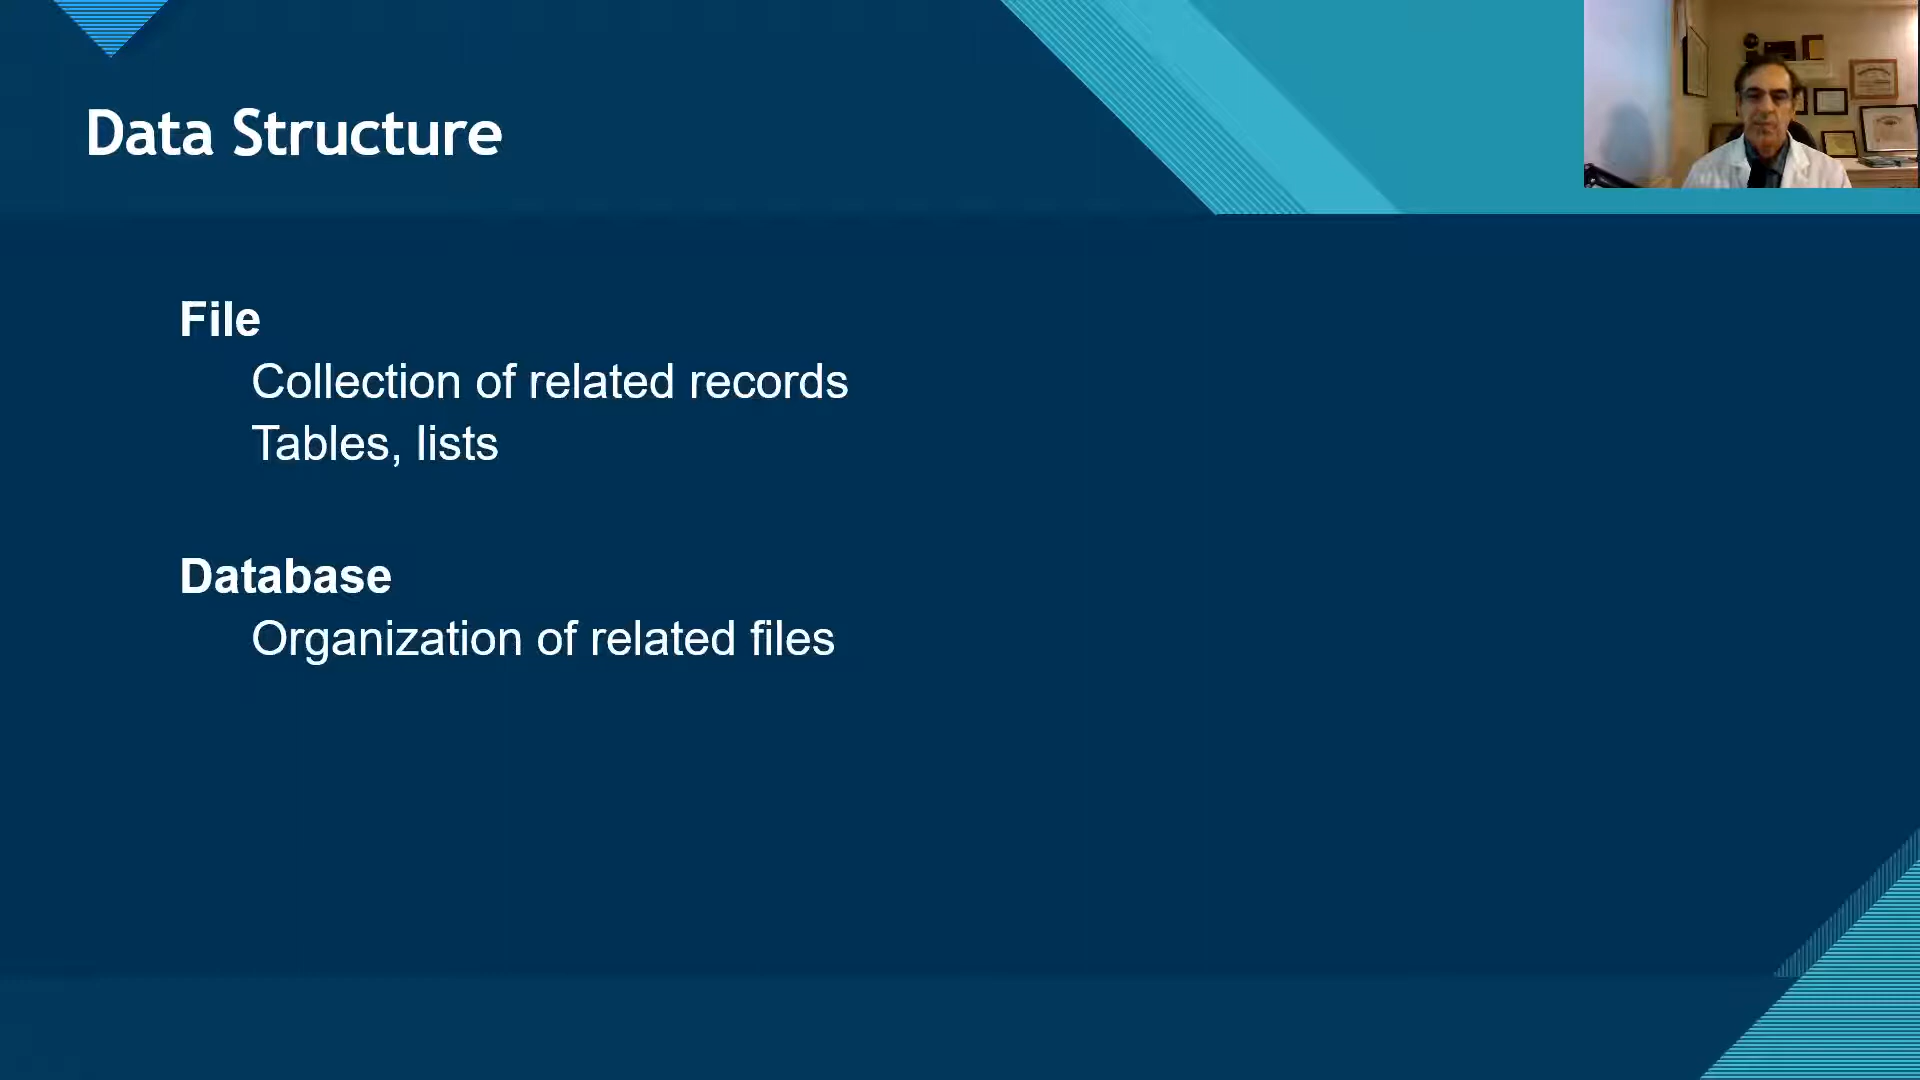 Data Structure
File
Collection of related records
Tables, lists
Database
Organization of related files